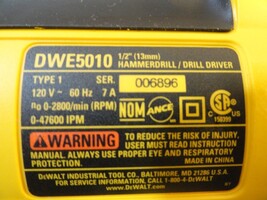 DWE5010 1/2" (13mm)
HAMMERDRILL / DRILL DRIVER
TYPE 1 SER. 006896
120 V~ 60 Hz 7 A
no 0-2800/min (RPM)
0-47600 IPM
NOM ANCE
WARNING
TO REDUCE THE RISK OF INJURY,
USER MUST READ INSTRUCTION
MANUAL. ALWAYS USE PROPER EYE AND RESPIRATORY
PROTECTION. MADE IN CHINA
DEWALT INDUSTRIAL TOOL CO., BALTIMORE, MD 21286 U.S.A.
FOR SERVICE INFORMATION, CALL 1-800-4-DEWALT
www.DEWALT.com